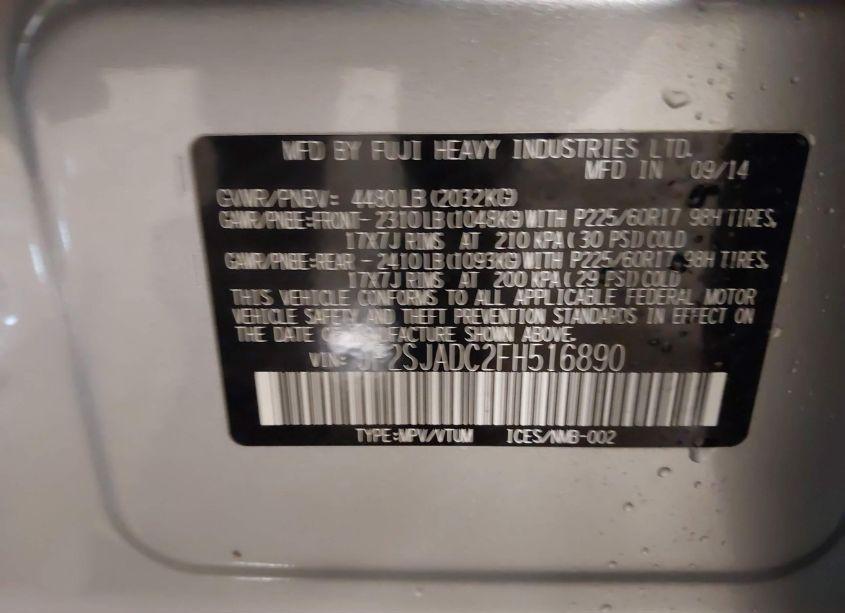 MFD BY FUJI HEAVY INDUSTRIES LTD.
MFD IN 09/14
GVWR/PNBV: 4480LB(2032KG)
GAWR/PNBE:FRONT-2310LB(1048KG)WITH P225/60R17 98H TIRES,
17X7J RIMS AT 210 KPA(30 PSI)COLD
GAWR/PNBE:REAR -2410LB(1093KG)WITH P225/60R17 98H TIRES,
17X7J RIMS AT 200 KPA(29 PSI)COLD
THIS VEHICLE CONFORMS TO ALL APPLICABLE FEDERAL MOTOR
VEHICLE SAFETY AND THEFT PREVENTION STANDARDS IN EFFECT ON
THE DATE OF MANUFACTURE SHOWN ABOVE.
VIN: JF2SJADC2FH516890
TYPE:MPV/VTUM ICES/NMB-002